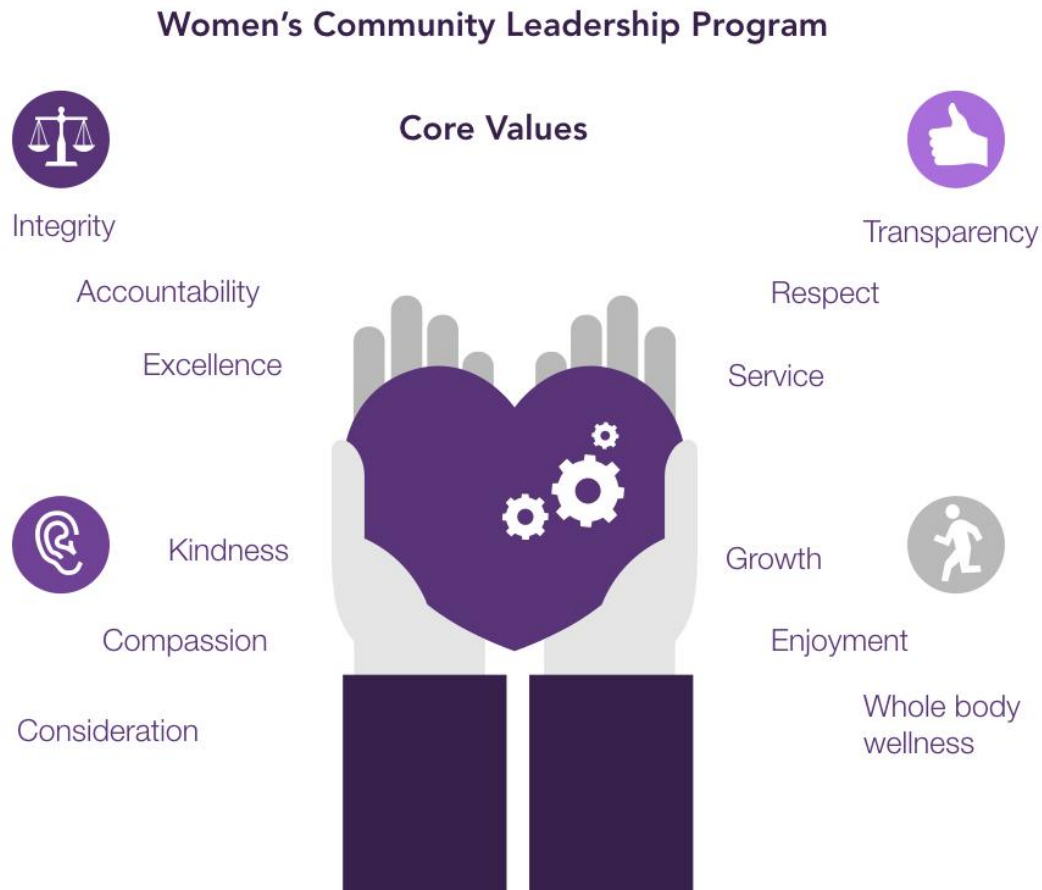 Women's Community Leadership Program
Core Values
Integrity
Accountability
Excellence
Transparency
Respect
Service
Kindness
Compassion
Consideration
Growth
Enjoyment
Whole body
wellness